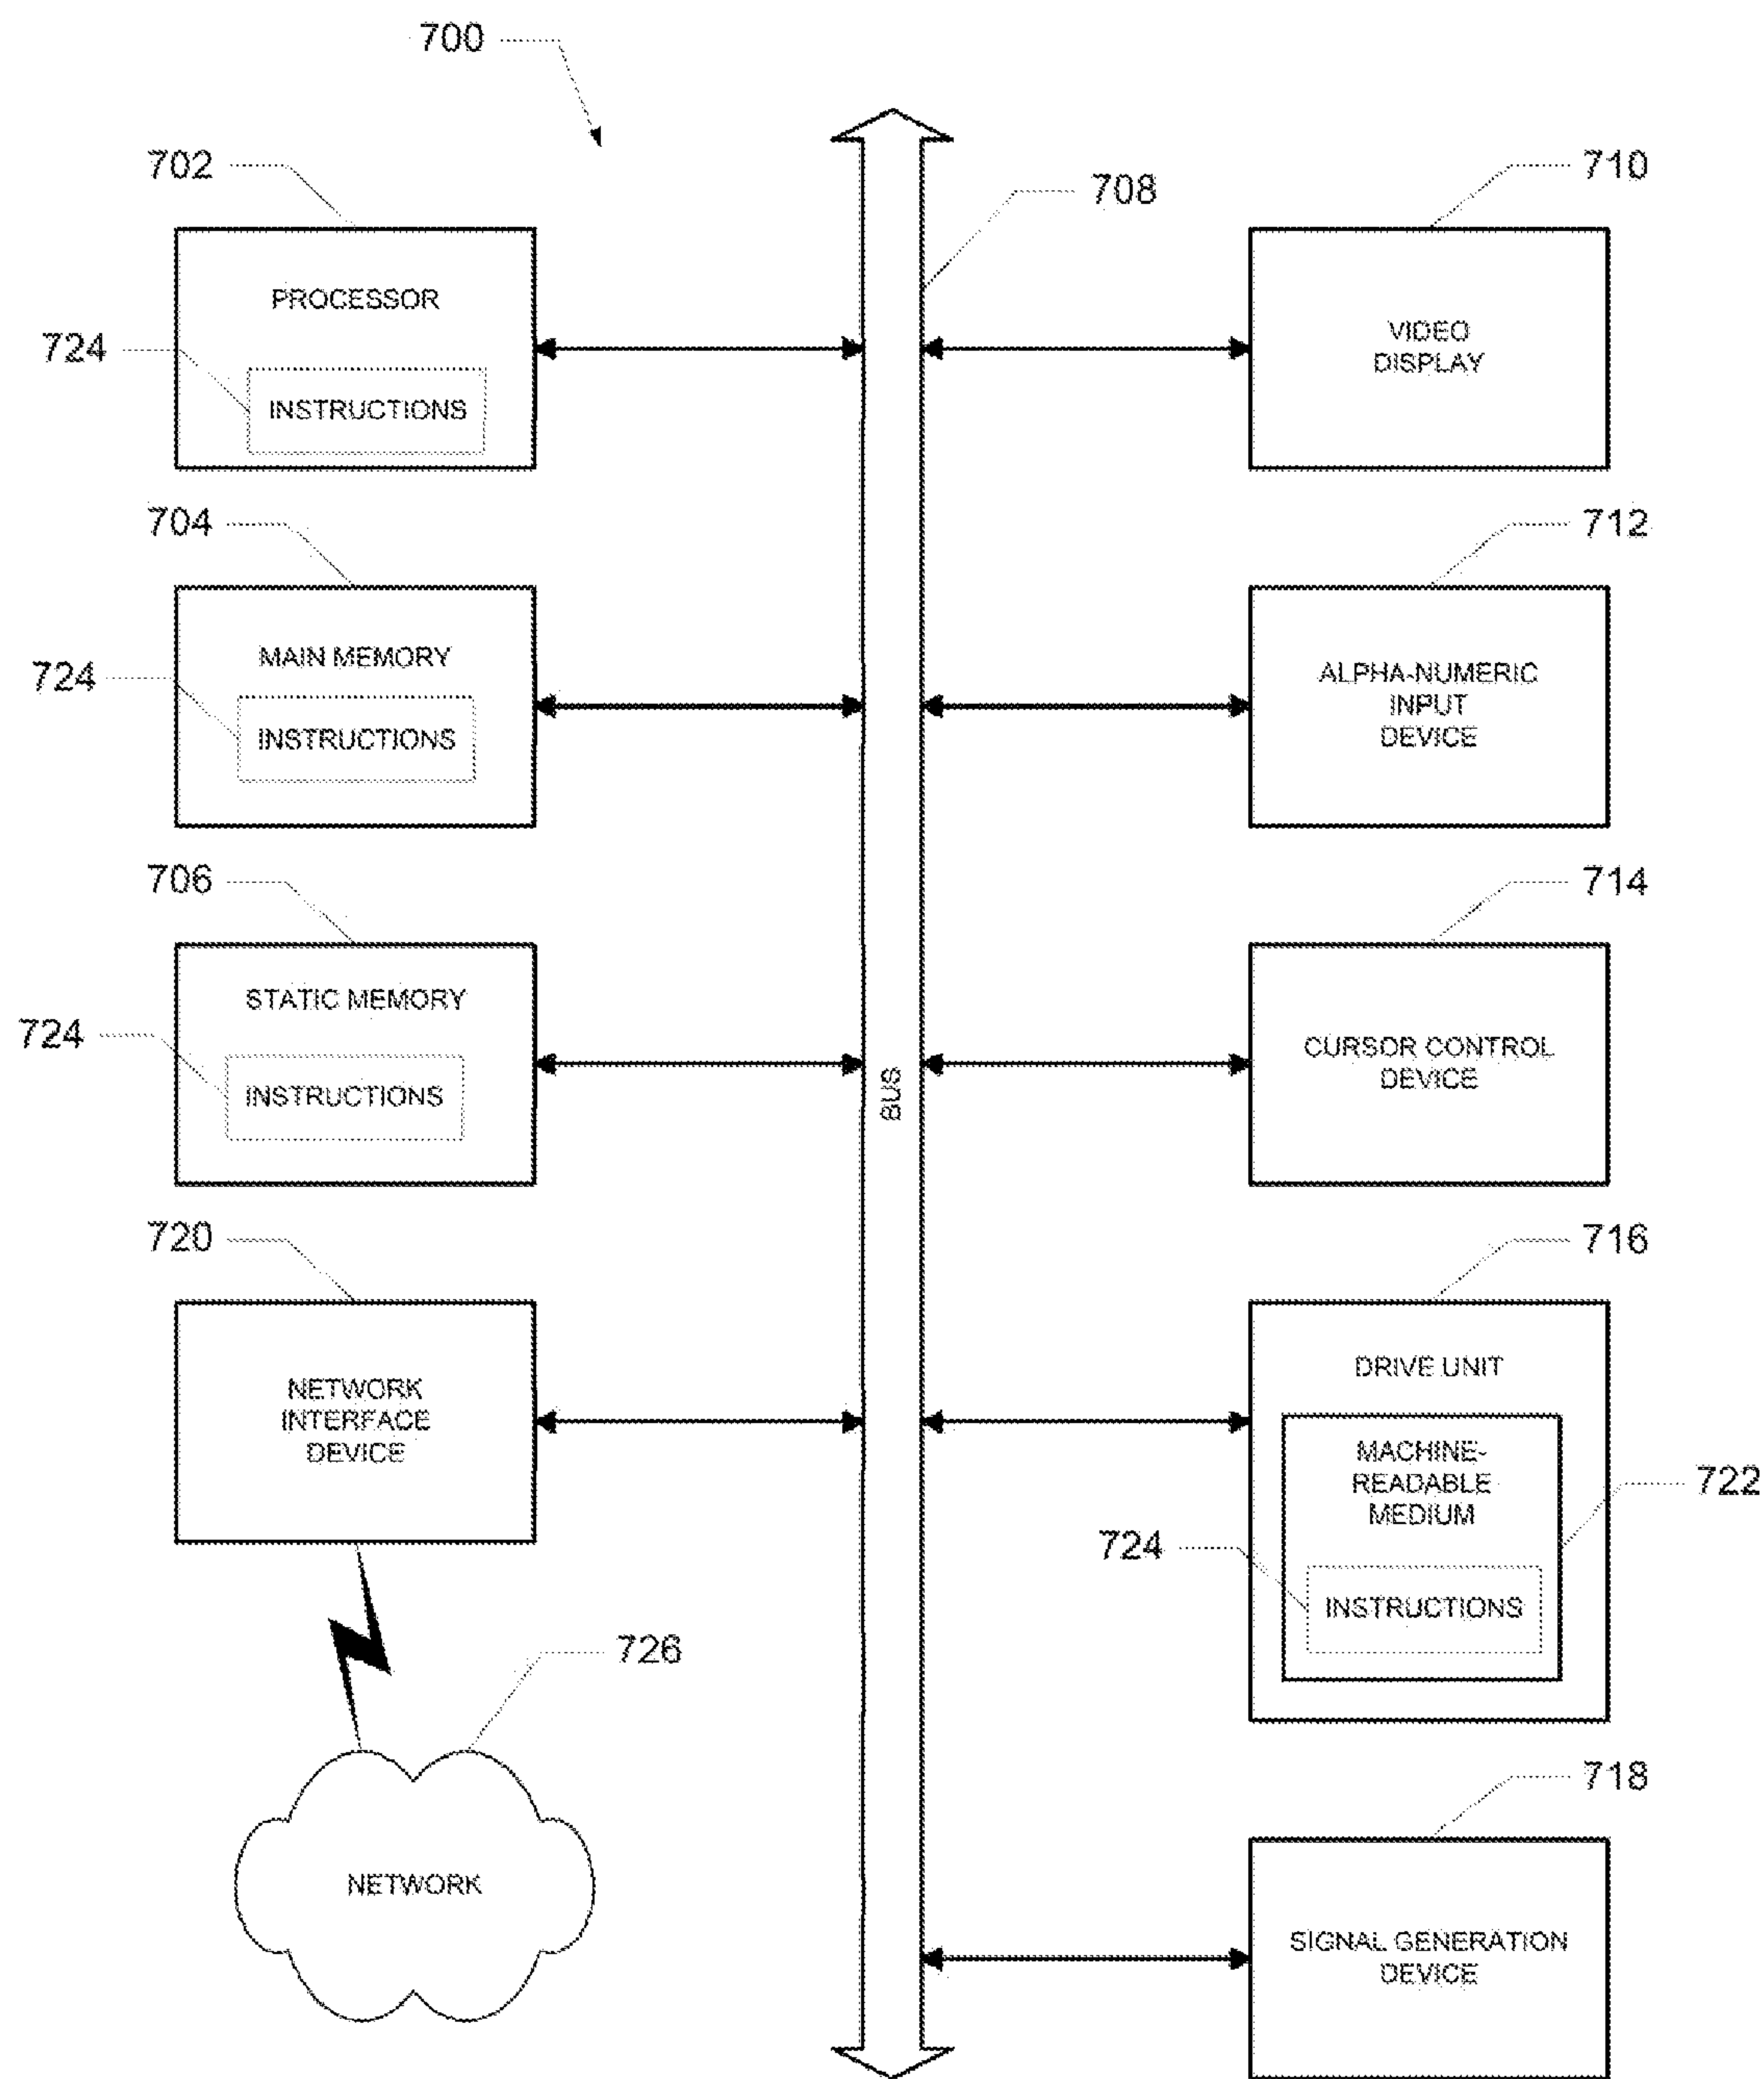 700
702
708
710
PROCESSOR
724
INSTRUCTIONS
VIDEO
DISPLAY
704
712
MAIN MEMORY
724
INSTRUCTIONS
ALPHA-NUMERIC
INPUT
DEVICE
706
714
STATIC MEMORY
724
INSTRUCTIONS
BUS
CURSOR CONTROL
DEVICE
720
716
NETWORK
INTERFACE
DEVICE
DRIVE UNIT
MACHINE-
READABLE
MEDIUM
722
724
INSTRUCTIONS
726
NETWORK
718
SIGNAL GENERATION
DEVICE